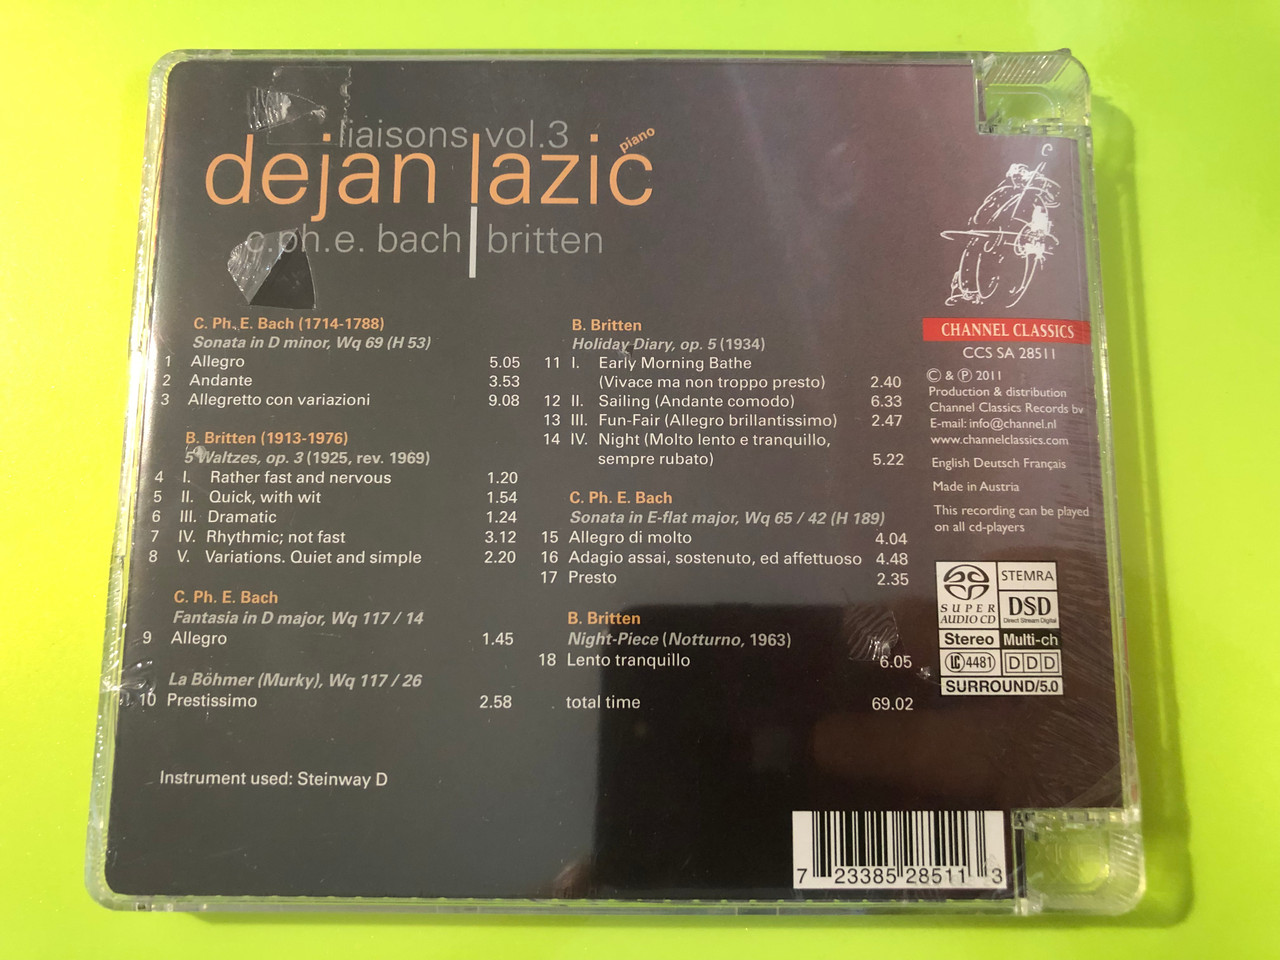 liaisons vol.3
dejan lazić
piano
c.ph.e. bach britten
C. Ph. E. Bach (1714-1788)
Sonata in D minor, Wq 69 (H 53)
1 Allegro 5.05
2 Andante 3.53
3 Allegretto con variazioni 9.08
B. Britten (1913-1976)
5 Waltzes, op. 3 (1925, rev. 1969)
4 I. Rather fast and nervous 1.20
5 II. Quick, with wit 1.54
6 III. Dramatic 1.24
7 IV. Rhythmic; not fast 3.12
8 V. Variations. Quiet and simple 2.20
C. Ph. E. Bach
Fantasia in D major, Wq 117 / 14
9 Allegro 1.45
La Böhmer (Murky), Wq 117 / 26
10 Prestissimo 2.58
Instrument used: Steinway D
B. Britten
Holiday Diary, op. 5 (1934)
11 I. Early Morning Bathe
(Vivace ma non troppo presto) 2.40
12 II. Sailing (Andante comodo) 6.33
13 III. Fun-Fair (Allegro brillantissimo) 2.47
14 IV. Night (Molto lento e tranquillo,
sempre rubato) 5.22
C. Ph. E. Bach
Sonata in E-flat major, Wq 65 / 42 (H 189)
15 Allegro di molto 4.04
16 Adagio assai, sostenuto, ed affettuoso 4.48
17 Presto 2.35
B. Britten
Night-Piece (Notturno, 1963)
18 Lento tranquillo 6.05
total time 69.02
CHANNEL CLASSICS
CCS SA 28511
© & ℗ 2011
Production & distribution
Channel Classics Records bv
E-mail: info@channel.nl
www.channelclassics.com
English Deutsch Français
Made in Austria
This recording can be played
on all cd-players
SUPER AUDIO CD
STEMRA
DSD
Direct Stream Digital
Stereo Multi-ch
LC 4481 DDD
SURROUND/5.0
7 23385 28511 3